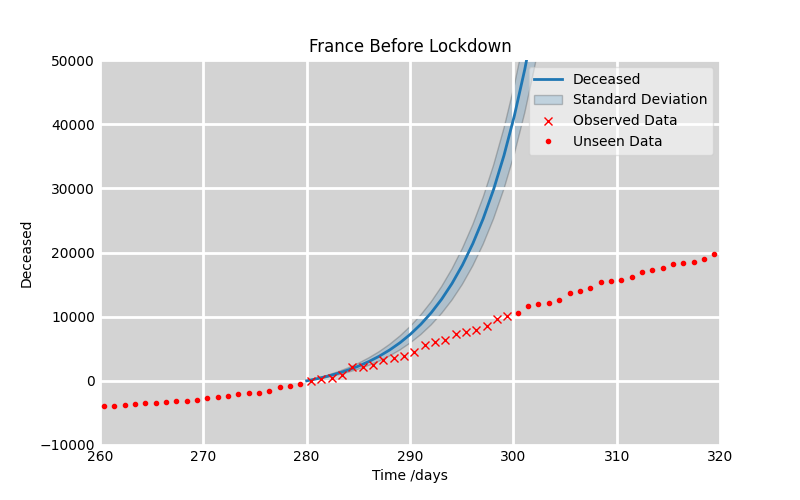 France Before Lockdown
50000
40000
30000
20000
10000
0
−10000
Deceased
260
270
280
290
300
310
320
Time /days
Deceased
Standard Deviation
Observed Data
Unseen Data